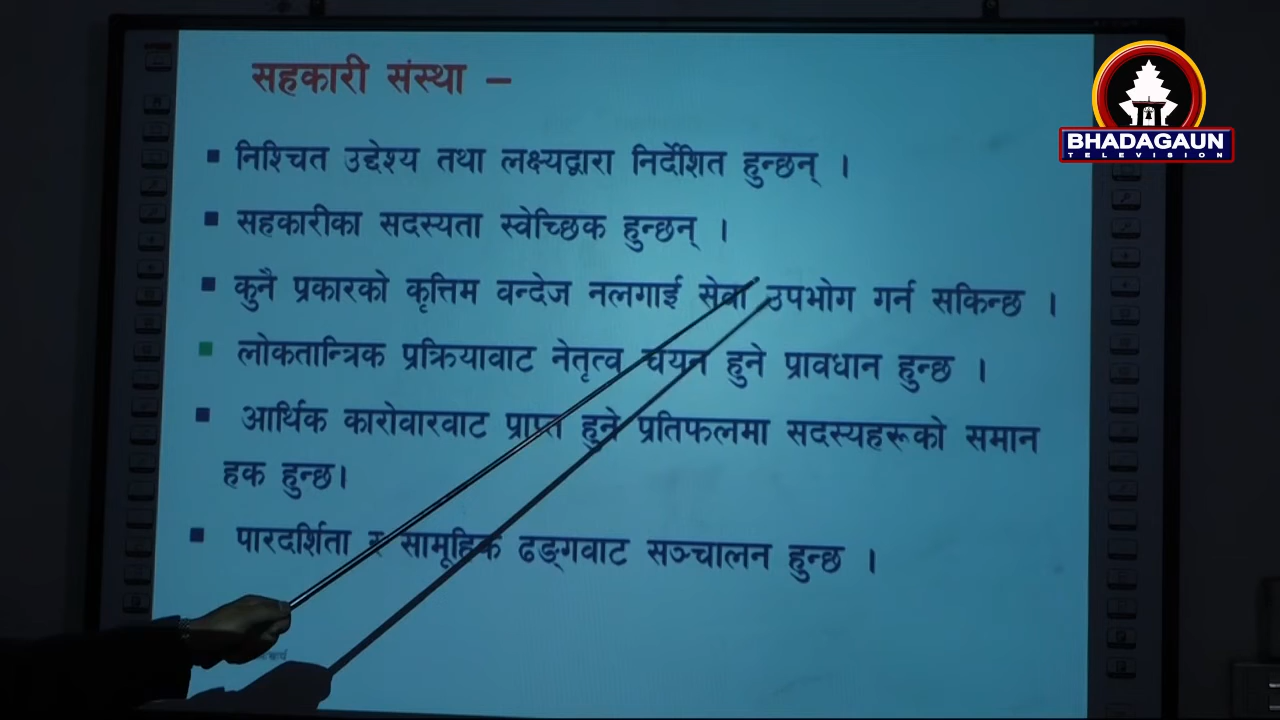 सहकारी संस्था –
BHADAGAUN
TELEVISION
▪ निश्चित उद्देश्य तथा लक्ष्यद्वारा निर्देशित हुन्छन् ।
▪ सहकारीका सदस्यता स्वेच्छिक हुन्छन् ।
▪ कुनै प्रकारको कृत्तिम वन्देज नलगाई सेवा उपभोग गर्न सकिन्छ ।
▪ लोकतान्त्रिक प्रक्रियावाट नेतृत्व चयन हुने प्रावधान हुन्छ ।
▪ आर्थिक कारोवारवाट प्राप्त हुने प्रतिफलमा सदस्यहरूको समान
हक हुन्छ।
▪ पारदर्शिता र सामूहिक ढङ्गवाट सञ्चालन हुन्छ ।